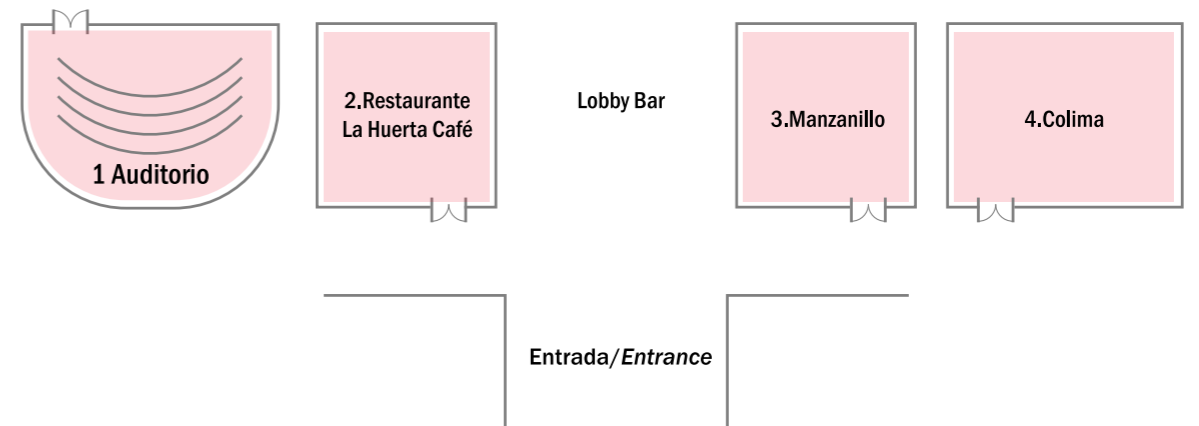 1 Auditorio
2.Restaurante
La Huerta Café
Lobby Bar
3.Manzanillo
4.Colima
Entrada/Entrance